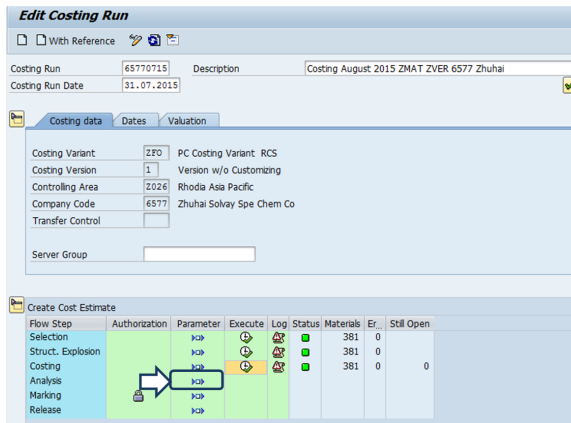 Edit Costing Run
With Reference
Costing Run 65770715 Description Costing August 2015 ZMAT ZVER 6577 Zhuhai
Costing Run Date 31.07.2015
Costing data Dates Valuation
Costing Variant ZFO PC Costing Variant RCS
Costing Version 1 Version w/o Customizing
Controlling Area Z026 Rhodia Asia Pacific
Company Code 6577 Zhuhai Solvay Spe Chem Co
Transfer Control
Server Group
Create Cost Estimate
Flow Step Authorization Parameter Execute Log Status Materials Er... Still Open
Selection 381 0
Struct. Explosion 381 0
Costing 381 0 0
Analysis
Marking
Release